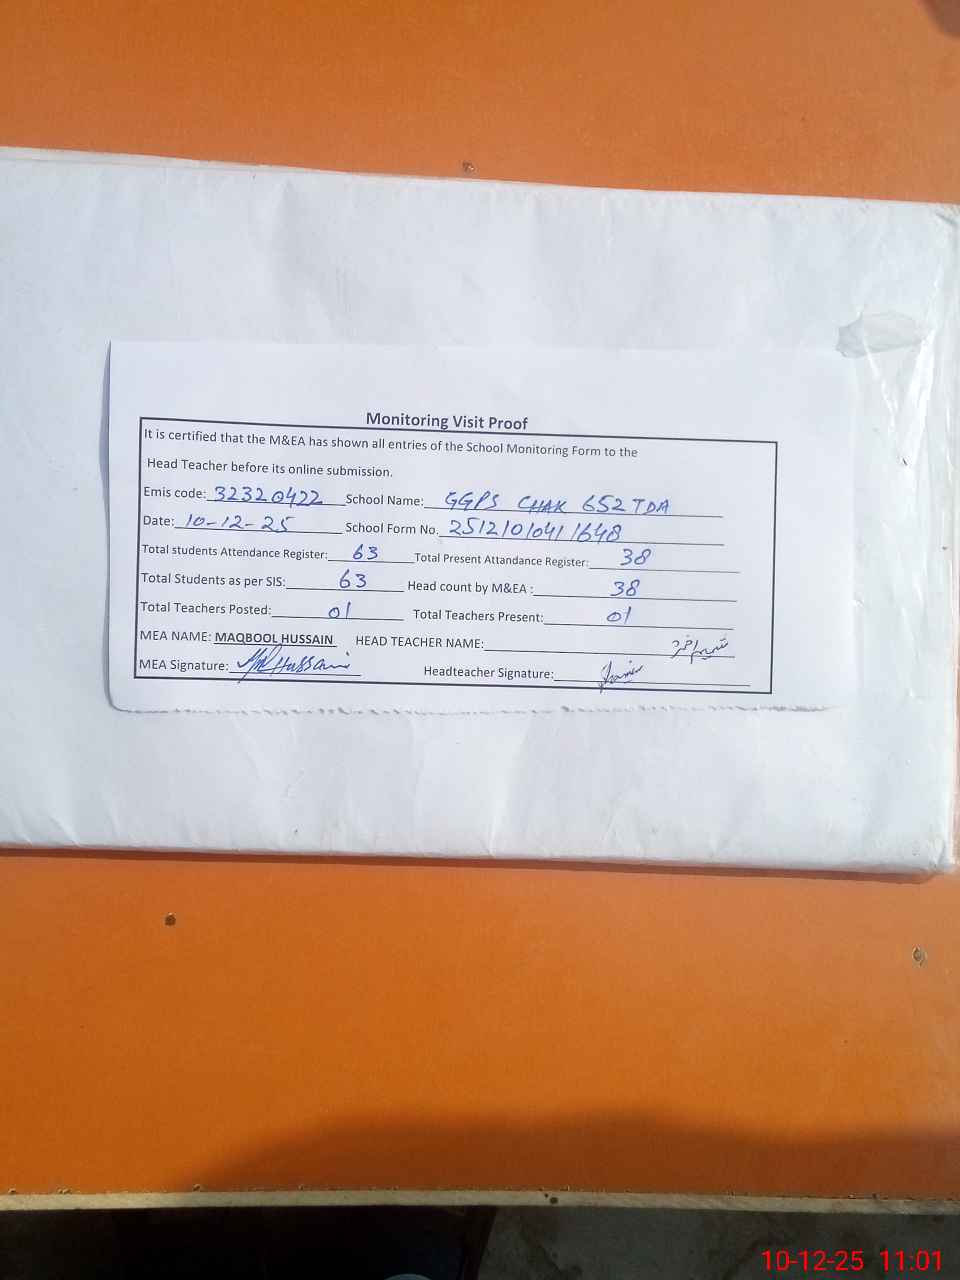 Monitoring Visit Proof
It is certified that the M&EA has shown all entries of the School Monitoring Form to the
Head Teacher before its online submission.
Emis code: 32320422 School Name: GGPS CHAK 652 TDA
Date: 10-12-25 School Form No. 2512/01041/1648
Total students Attendance Register: 63 Total Present Attandance Register: 38
Total Students as per SIS: 63 Head count by M&EA : 38
Total Teachers Posted: 01 Total Teachers Present: 01
MEA NAME: MAQBOOL HUSSAIN HEAD TEACHER NAME:
MEA Signature: Hussain Headteacher Signature:
10-12-25 11:01